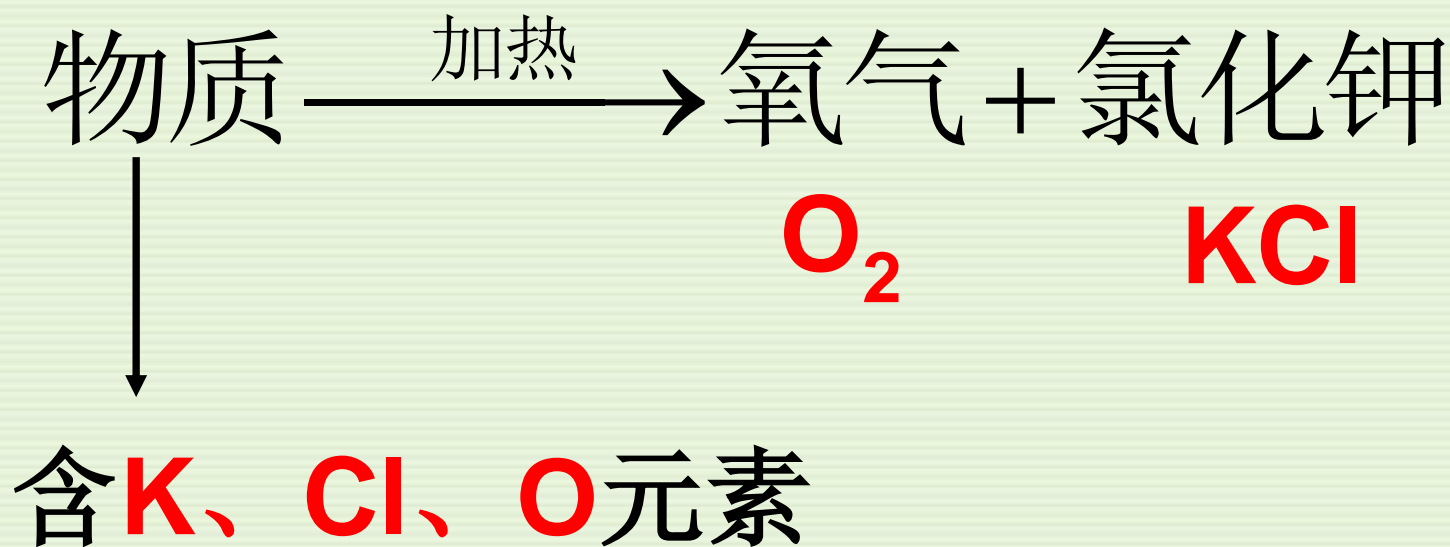 加热
物质 → 氧气 + 氯化钾
O₂ KCl
含K、Cl、O元素